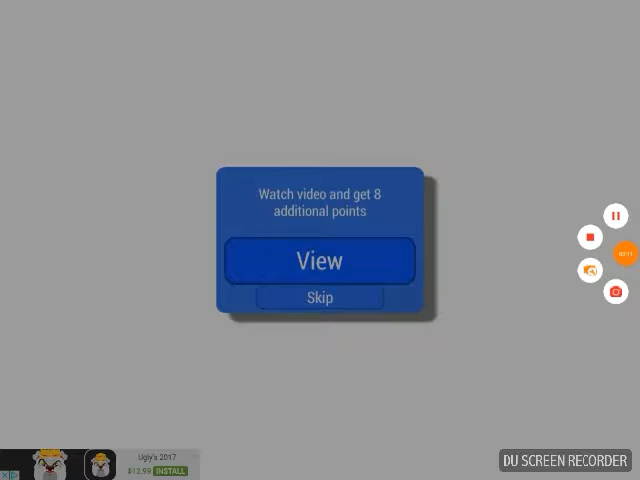 Watch video and get 8
additional points
View
Skip
Ugly's 2017
$12.99 INSTALL
DU SCREEN RECORDER